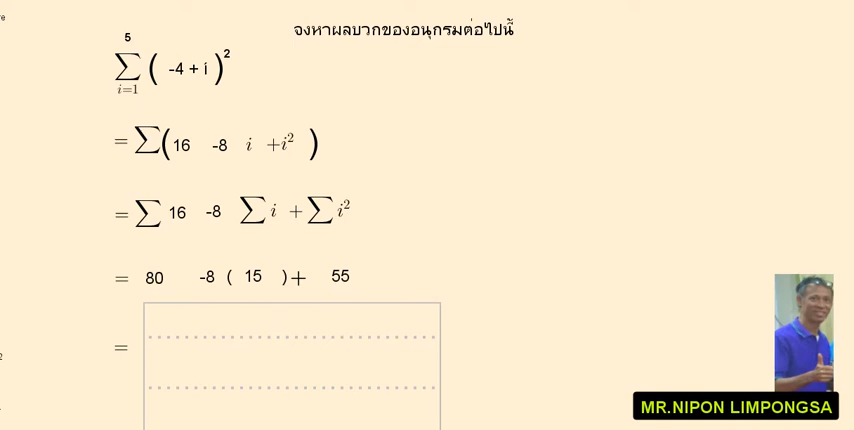 re
จงหาผลบวกของอนุกรมต่อไปนี้
5
∑ ( -4 + i )²
i=1
= ∑(16 -8 i +i² )
= ∑ 16 -8 ∑ i + ∑ i²
= 80 -8 ( 15 )+ 55
=
2
MR.NIPON LIMPONGSA